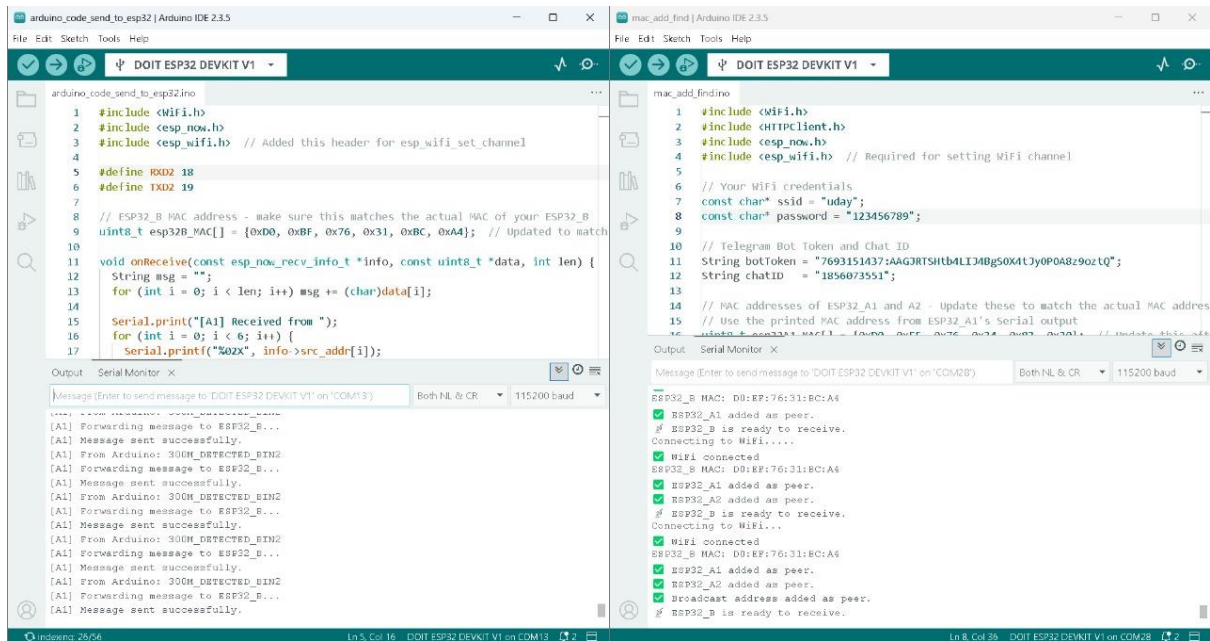 arduino_code_send_to_esp32 | Arduino IDE 2.3.5
File Edit Sketch Tools Help
DOIT ESP32 DEVKIT V1
arduino_code_send_to_esp32.ino
1 #include <WiFi.h>
2 #include <esp_now.h>
3 #include <esp_wifi.h> // Added this header for esp_wifi_set_channel
4
5 #define RXD2 18
6 #define TXD2 19
7
8 // ESP32_B MAC address - make sure this matches the actual MAC of your ESP32_B
9 uint8_t esp32B_MAC[] = {0xD0, 0xBF, 0x76, 0x31, 0xBC, 0xA4}; // Updated to match
10
11 void onReceive(const esp_now_recv_info_t *info, const uint8_t *data, int len) {
12 String msg = "";
13 for (int i = 0; i < len; i++) msg += (char)data[i];
14
15 Serial.print("[A1] Received from ");
16 for (int i = 0; i < 6; i++) {
17 Serial.printf("%02X", info->src_addr[i]);
Output Serial Monitor
Message (Enter to send message to 'DOIT ESP32 DEVKIT V1' on 'COM13')
Both NL & CR
115200 baud
[A1] From Arduino: 300M_DETECTED_BIN2
[A1] Forwarding message to ESP32_B...
[A1] Message sent successfully.
[A1] From Arduino: 300M_DETECTED_BIN2
[A1] Forwarding message to ESP32_B...
[A1] Message sent successfully.
[A1] From Arduino: 300M_DETECTED_BIN2
[A1] Forwarding message to ESP32_B...
[A1] Message sent successfully.
[A1] From Arduino: 300M_DETECTED_BIN2
[A1] Forwarding message to ESP32_B...
[A1] Message sent successfully.
[A1] From Arduino: 300M_DETECTED_BIN2
[A1] Forwarding message to ESP32_B...
[A1] Message sent successfully.
indexing: 26/56
Ln 5, Col 16 DOIT ESP32 DEVKIT V1 on COM13 2
mac_add_find | Arduino IDE 2.3.5
File Edit Sketch Tools Help
DOIT ESP32 DEVKIT V1
mac_add_find.ino
1 #include <WiFi.h>
2 #include <HTTPClient.h>
3 #include <esp_now.h>
4 #include <esp_wifi.h> // Required for setting WiFi channel
5
6 // Your WiFi credentials
7 const char* ssid = "uday";
8 const char* password = "123456789";
9
10 // Telegram Bot Token and Chat ID
11 String botToken = "7693151437:AAGJRTSHtb4LIJ4BgS0X4tJy0P0A8z9oztQ";
12 String chatID = "1856073551";
13
14 // MAC addresses of ESP32_A1 and A2 - Update these to match the actual MAC addres
15 // Use the printed MAC address from ESP32_A1's Serial output
Output Serial Monitor
Message (Enter to send message to 'DOIT ESP32 DEVKIT V1' on 'COM28')
Both NL & CR
115200 baud
ESP32_B MAC: D0:EF:76:31:BC:A4
ESP32_A1 added as peer.
ESP32_B is ready to receive.
Connecting to WiFi.....
WiFi connected
ESP32_B MAC: D0:EF:76:31:BC:A4
ESP32_A1 added as peer.
ESP32_A2 added as peer.
ESP32_B is ready to receive.
Connecting to WiFi...
WiFi connected
ESP32_B MAC: D0:EF:76:31:BC:A4
ESP32_A1 added as peer.
ESP32_A2 added as peer.
Broadcast address added as peer.
ESP32_B is ready to receive.
Ln 8, Col 36 DOIT ESP32 DEVKIT V1 on COM28 2